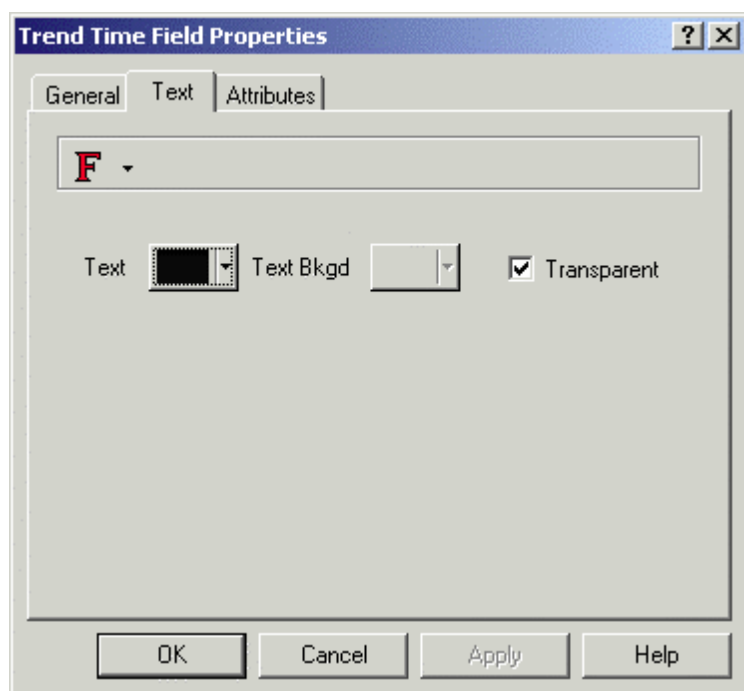 Trend Time Field Properties
General Text Attributes
F
Text Text Bkgd Transparent
OK Cancel Apply Help